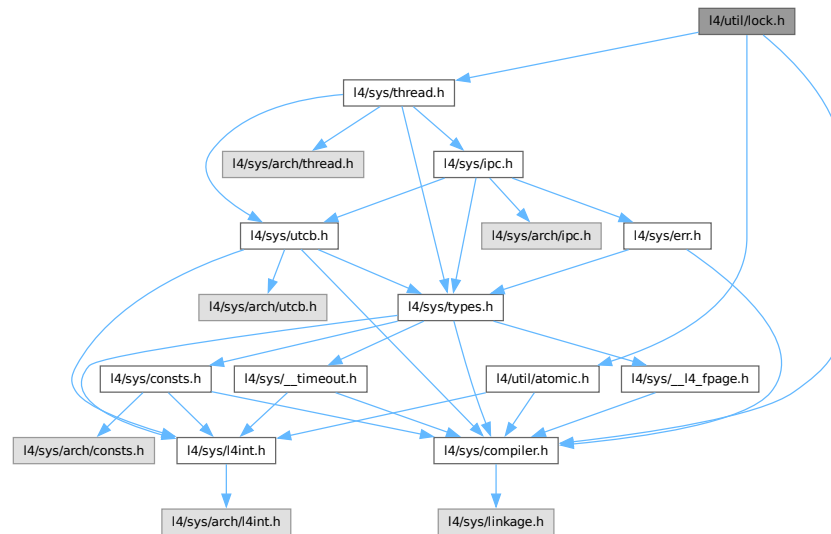 l4/util/lock.h
l4/sys/thread.h
l4/sys/arch/thread.h
l4/sys/ipc.h
l4/sys/utcb.h
l4/sys/arch/ipc.h
l4/sys/err.h
l4/sys/arch/utcb.h
l4/sys/types.h
l4/sys/consts.h
l4/sys/__timeout.h
l4/util/atomic.h
l4/sys/__l4_fpage.h
l4/sys/arch/consts.h
l4/sys/l4int.h
l4/sys/compiler.h
l4/sys/arch/l4int.h
l4/sys/linkage.h